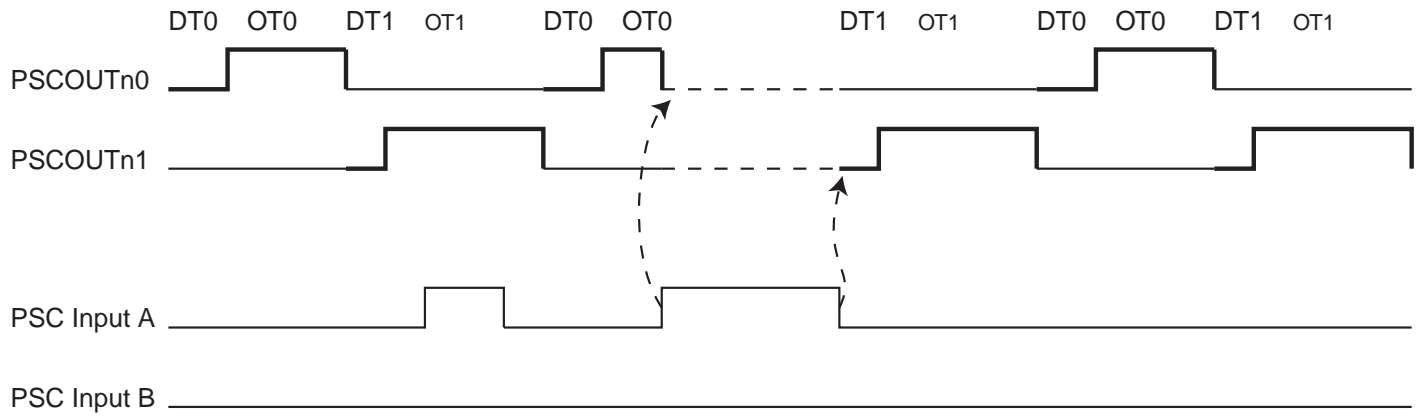 DT0 OT0 DT1 OT1 DT0 OT0 DT1 OT1 DT0 OT0 DT1 OT1
PSCOUTn0
PSCOUTn1
PSC Input A
PSC Input B